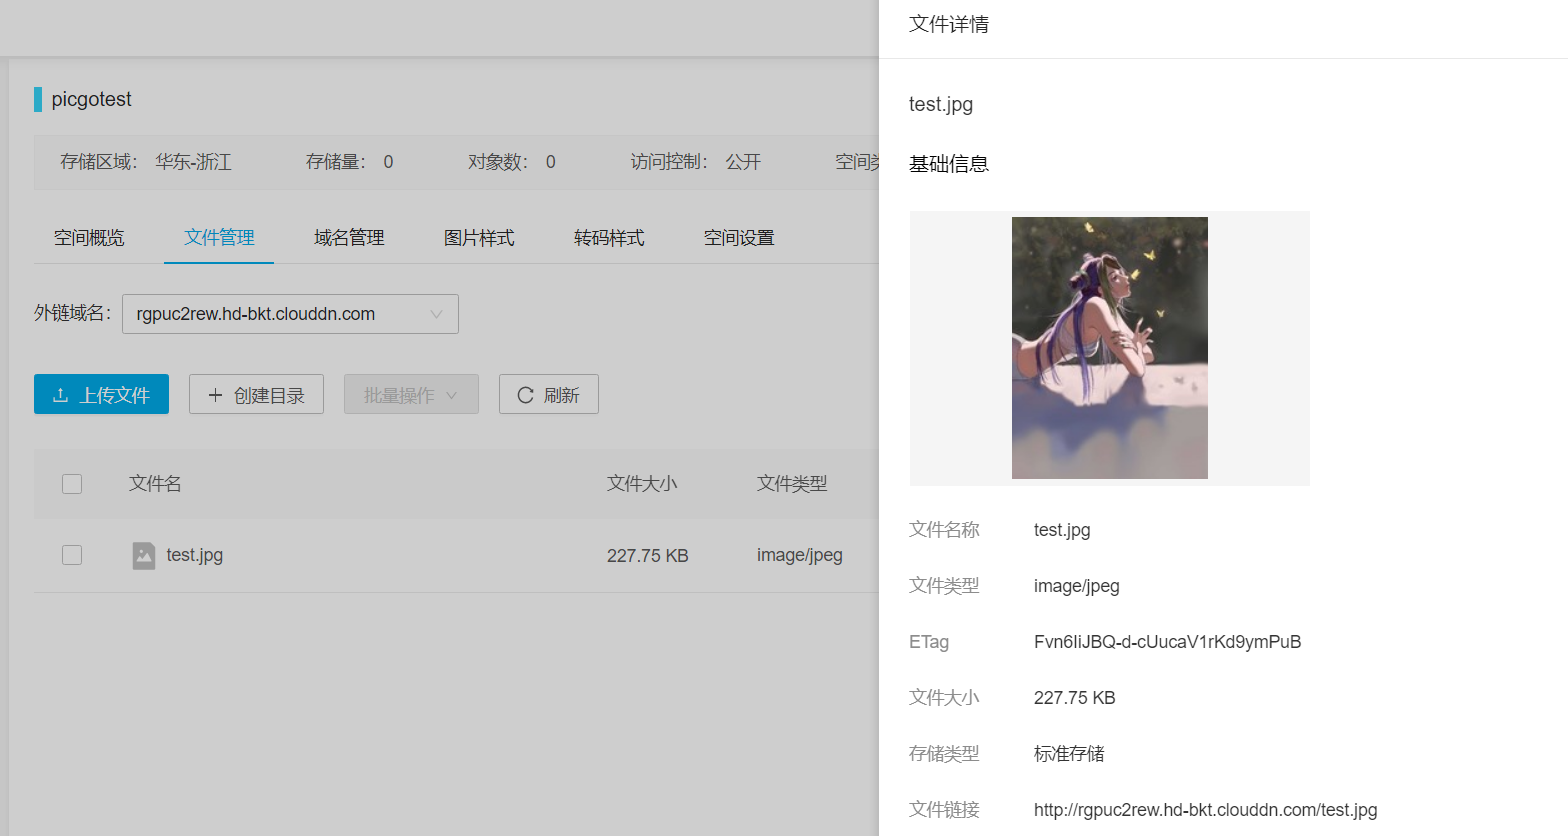 picgotest
存储区域： 华东-浙江 存储量： 0 对象数： 0 访问控制： 公开
空间概览 文件管理 域名管理 图片样式 转码样式 空间设置
外链域名： rgpuc2rew.hd-bkt.clouddn.com
上传文件 创建目录 批量操作 刷新
文件名 文件大小 文件类型
test.jpg 227.75 KB image/jpeg
文件详情
test.jpg
基础信息
文件名称 test.jpg
文件类型 image/jpeg
ETag Fvn6IiJBQ-d-cUucaV1rKd9ymPuB
文件大小 227.75 KB
存储类型 标准存储
文件链接 http://rgpuc2rew.hd-bkt.clouddn.com/test.jpg